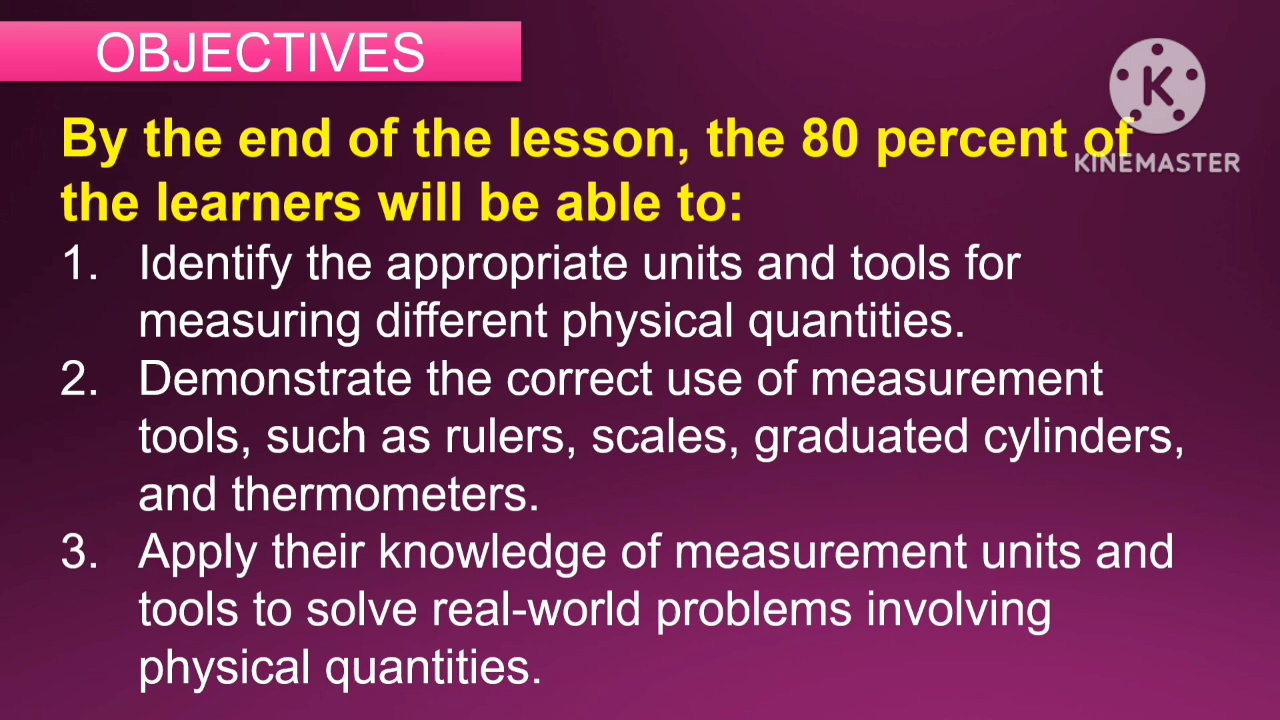 OBJECTIVES
K
KINEMASTER
By the end of the lesson, the 80 percent of
the learners will be able to:
1. Identify the appropriate units and tools for
measuring different physical quantities.
2. Demonstrate the correct use of measurement
tools, such as rulers, scales, graduated cylinders,
and thermometers.
3. Apply their knowledge of measurement units and
tools to solve real-world problems involving
physical quantities.